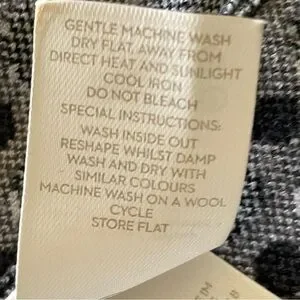 GENTLE MACHINE WASH
DRY FLAT, AWAY FROM
DIRECT HEAT AND SUNLIGHT
COOL IRON
DO NOT BLEACH
SPECIAL INSTRUCTIONS:
WASH INSIDE OUT
RESHAPE WHILST DAMP
WASH AND DRY WITH
SIMILAR COLOURS
MACHINE WASH ON A WOOL
CYCLE
STORE FLAT